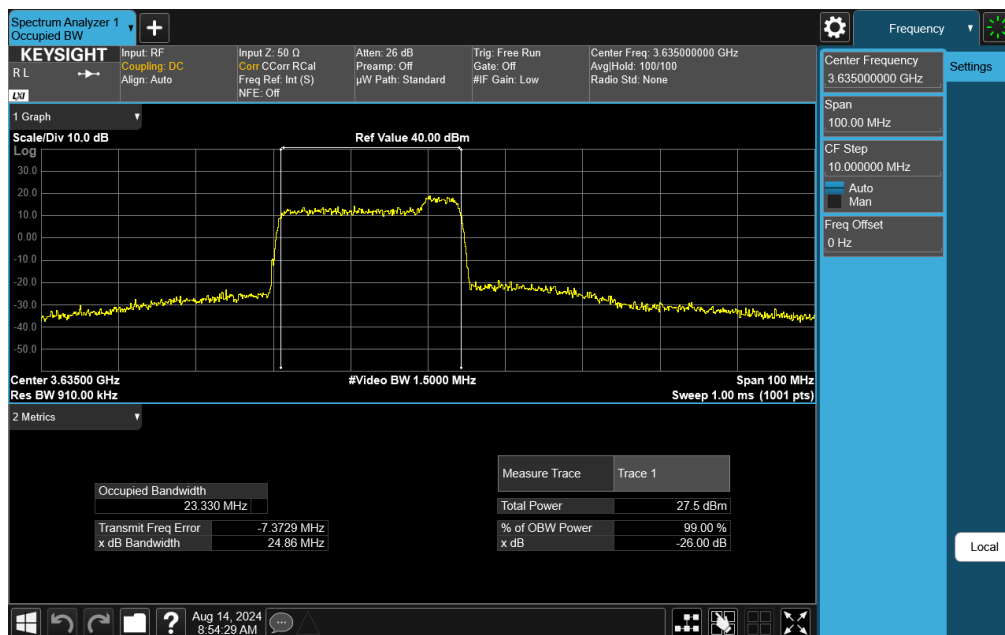 Spectrum Analyzer 1
Occupied BW
Frequency
KEYSIGHT
R L
LXI
Input: RF
Coupling: DC
Align: Auto
Input Z: 50 Ω
Corr CCorr RCal
Freq Ref: Int (S)
NFE: Off
Atten: 26 dB
Preamp: Off
µW Path: Standard
Trig: Free Run
Gate: Off
#IF Gain: Low
Center Freq: 3.635000000 GHz
Avg|Hold: 100/100
Radio Std: None
Center Frequency
3.635000000 GHz
Settings
Span
100.00 MHz
CF Step
10.000000 MHz
Auto
Man
Freq Offset
0 Hz
Local
1 Graph
Scale/Div 10.0 dB
Ref Value 40.00 dBm
Log
30.0
20.0
10.0
0.00
-10.0
-20.0
-30.0
-40.0
-50.0
Center 3.63500 GHz
#Video BW 1.5000 MHz
Span 100 MHz
Res BW 910.00 kHz
Sweep 1.00 ms (1001 pts)
2 Metrics
Measure Trace Trace 1
Occupied Bandwidth
23.330 MHz
Total Power 27.5 dBm
Transmit Freq Error -7.3729 MHz
% of OBW Power 99.00 %
x dB Bandwidth 24.86 MHz
x dB -26.00 dB
?
Aug 14, 2024
8:54:29 AM